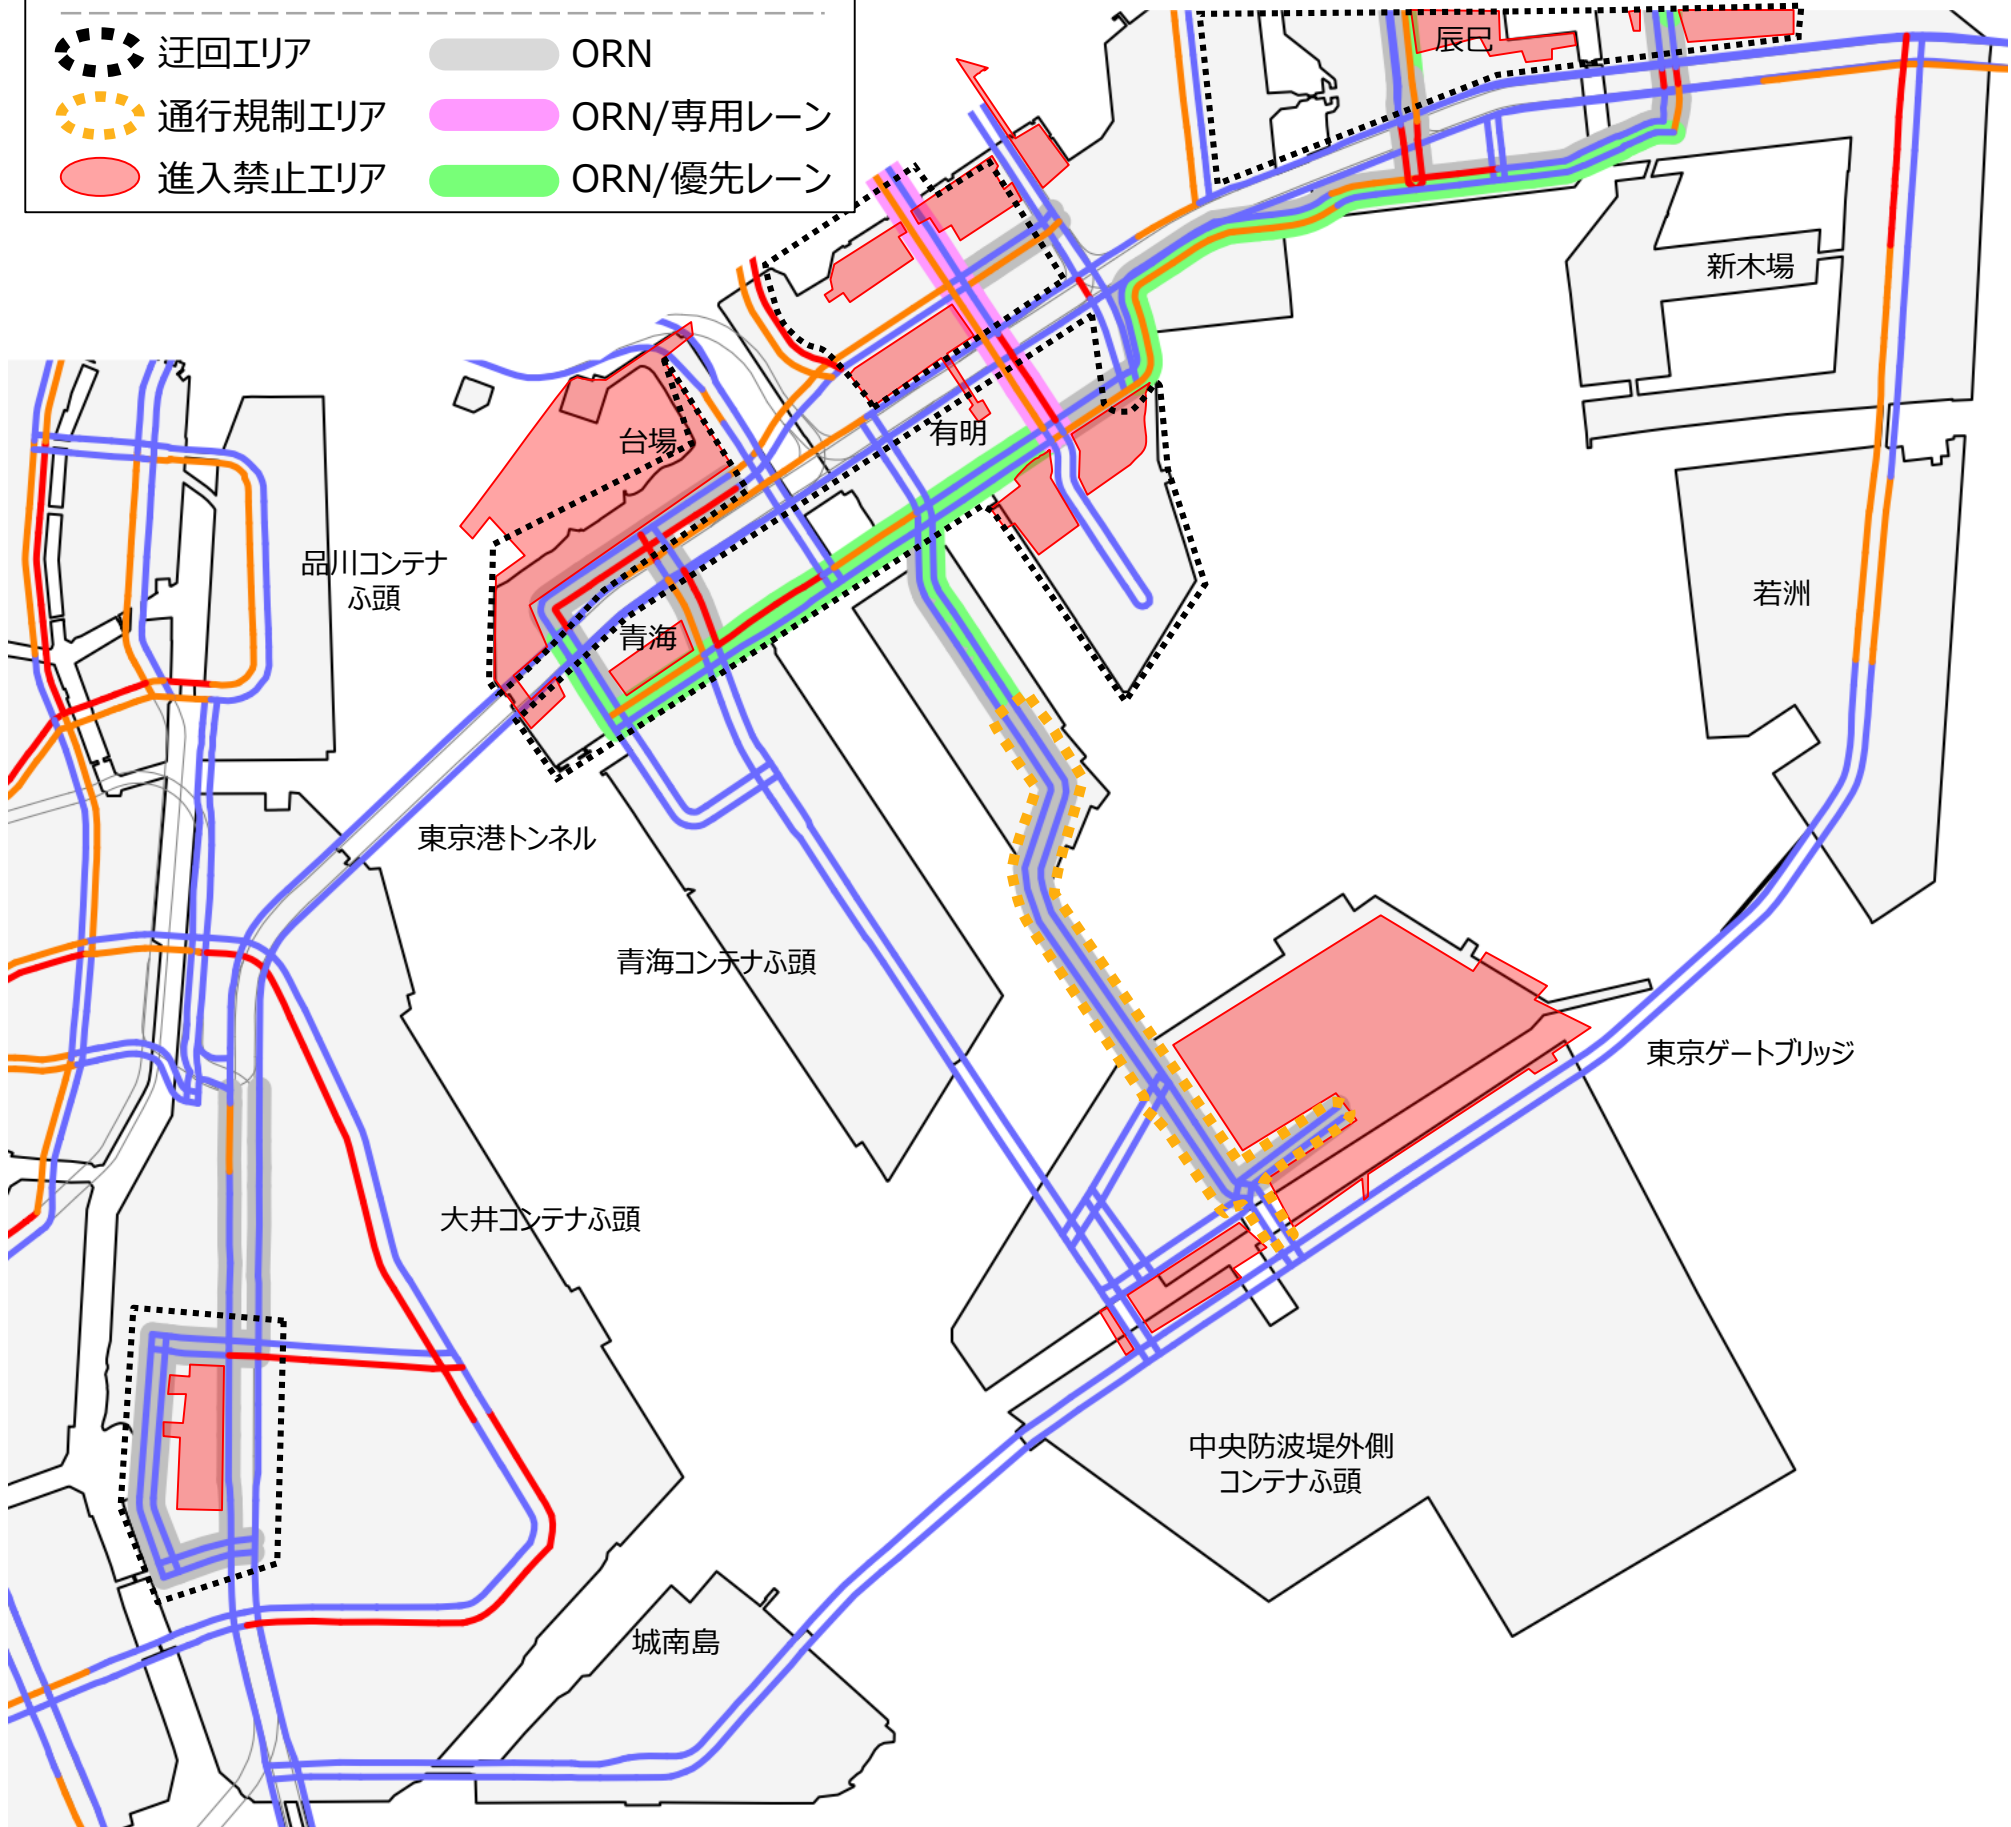 迂回エリア
ORN
通行規制エリア
ORN/専用レーン
進入禁止エリア
ORN/優先レーン
辰巳
新木場
有明
台場
品川コンテナ
ふ頭
青海
若洲
東京港トンネル
青海コンテナふ頭
東京ゲートブリッジ
大井コンテナふ頭
中央防波堤外側
コンテナふ頭
城南島